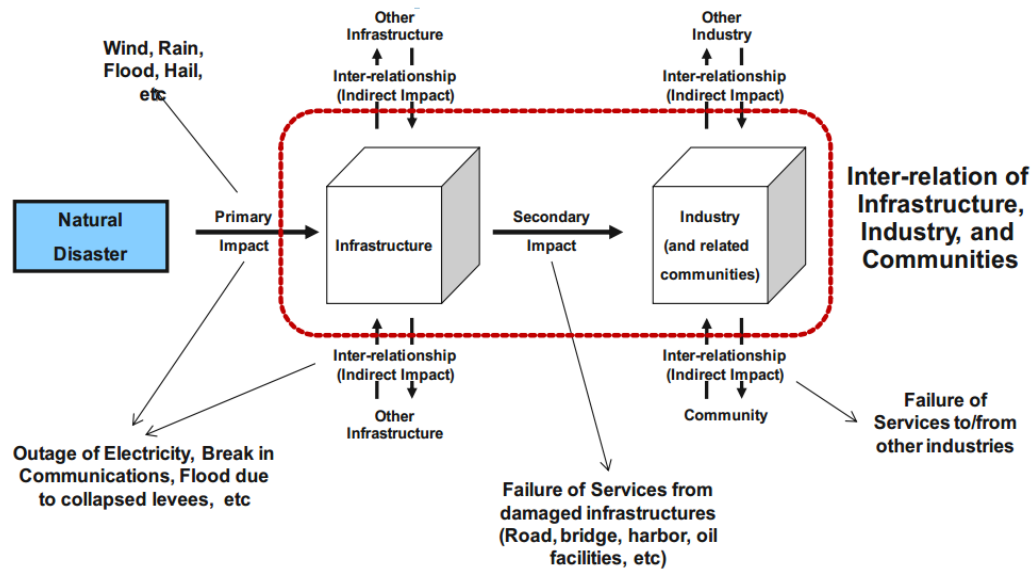 Other
Infrastructure
Other
Industry
Wind, Rain,
Flood, Hail,
etc
Inter-relationship
(Indirect Impact)
Inter-relationship
(Indirect Impact)
Natural
Disaster
Primary
Impact
Infrastructure
Secondary
Impact
Industry
(and related
communities)
Inter-relation of
Infrastructure,
Industry, and
Communities
Inter-relationship
(Indirect Impact)
Inter-relationship
(Indirect Impact)
Other
Infrastructure
Community
Failure of
Services to/from
other industries
Outage of Electricity, Break in
Communications, Flood due
to collapsed levees, etc
Failure of Services from
damaged infrastructures
(Road, bridge, harbor, oil
facilities, etc)